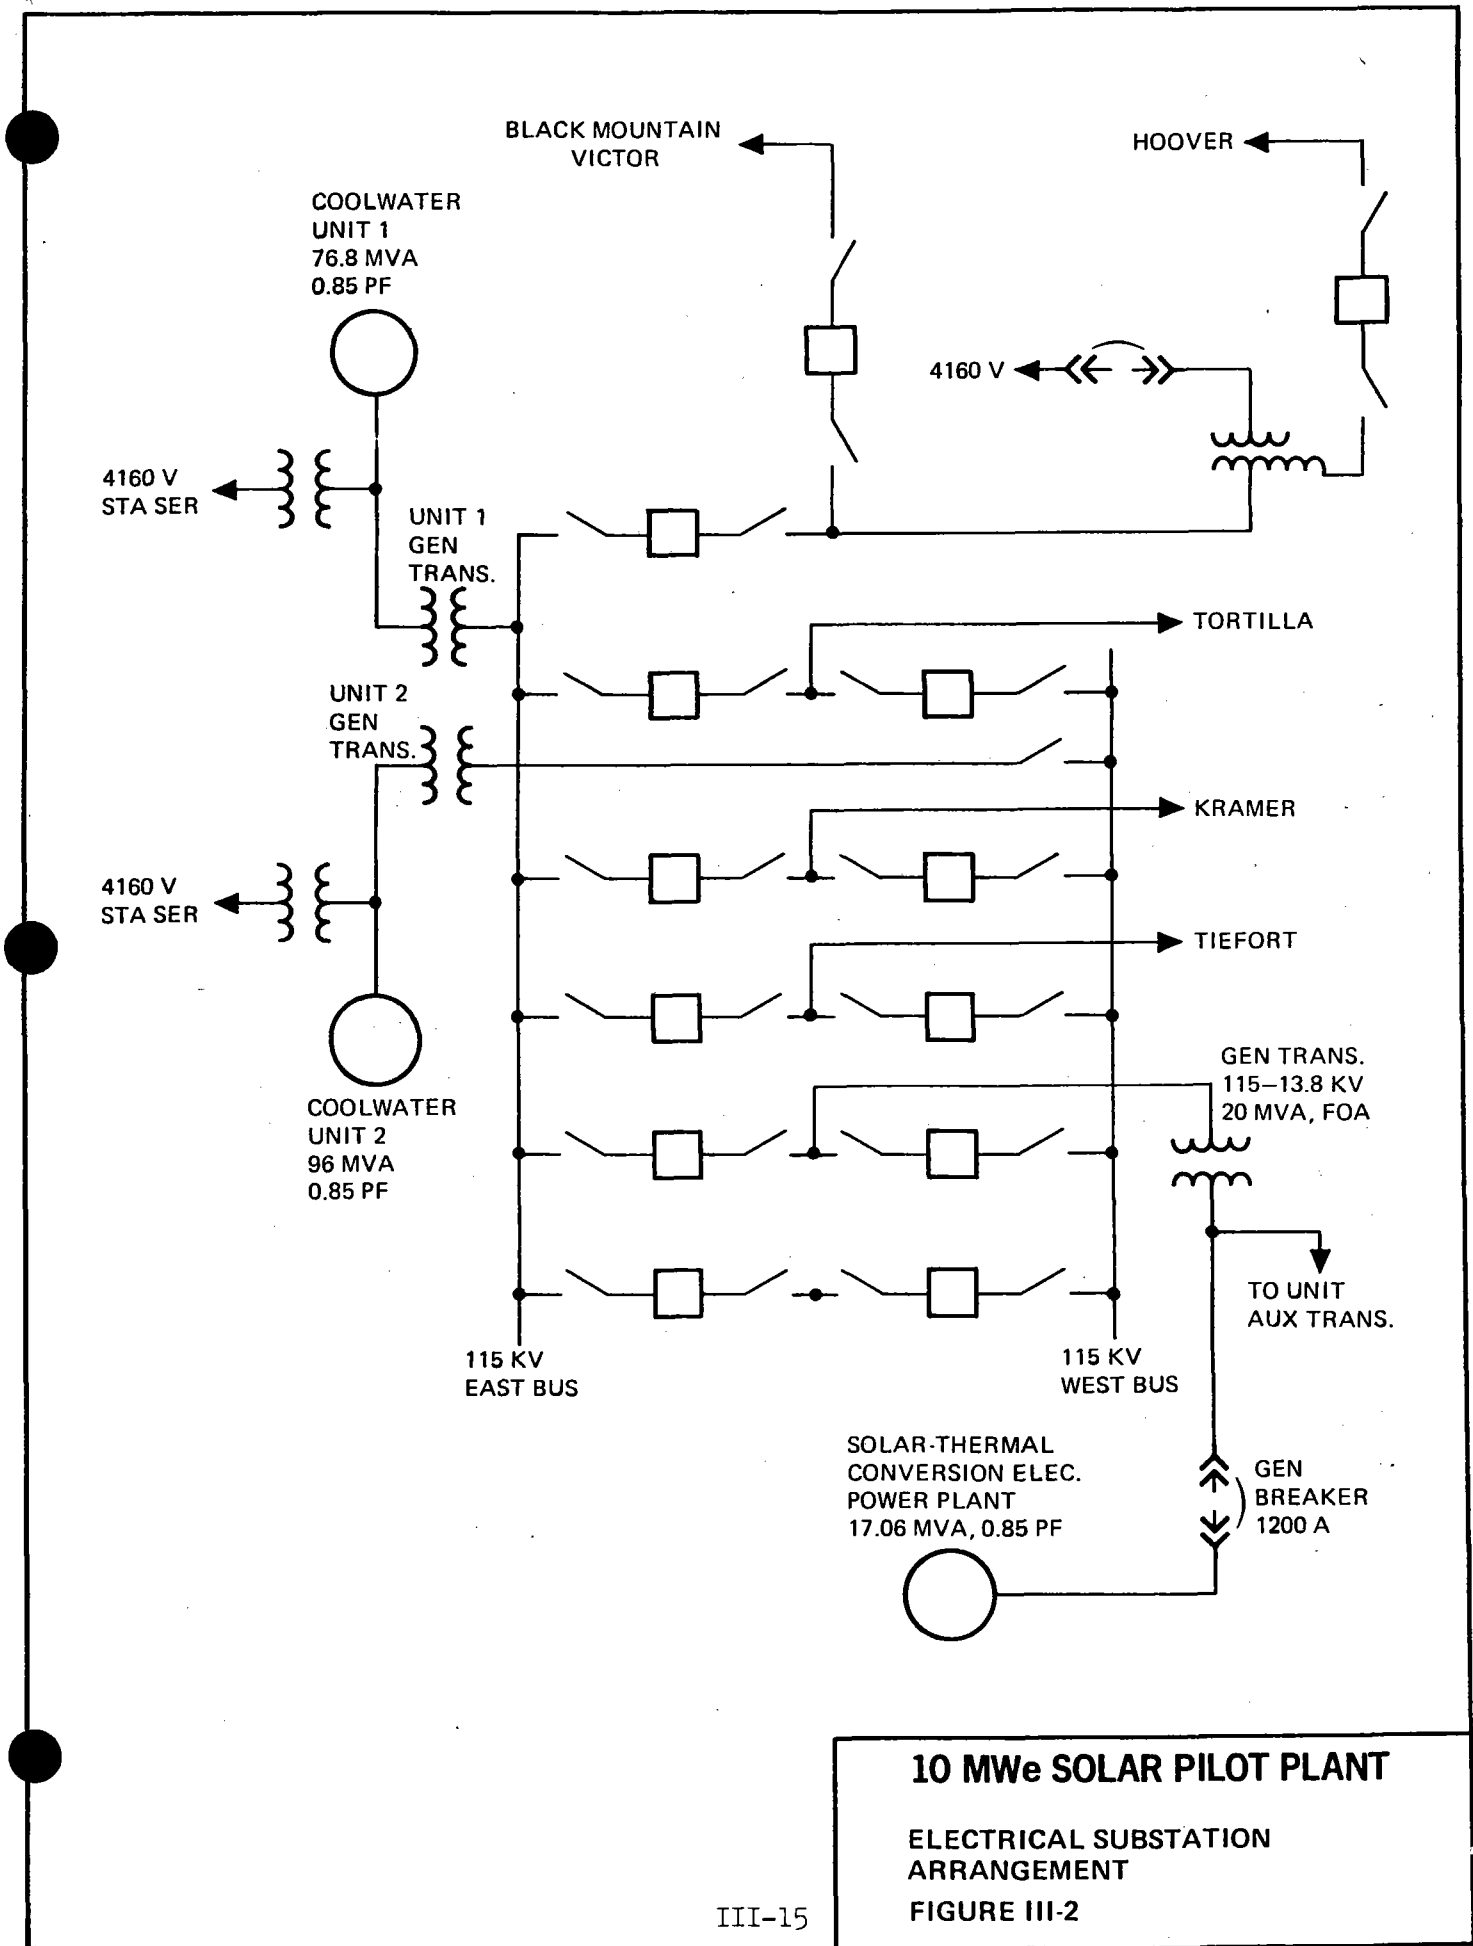 BLACK MOUNTAIN
VICTOR
HOOVER
COOLWATER
UNIT 1
76.8 MVA
0.85 PF
4160 V
4160 V
STA SER
UNIT 1
GEN
TRANS.
TORTILLA
UNIT 2
GEN
TRANS.
KRAMER
4160 V
STA SER
TIEFORT
COOLWATER
UNIT 2
96 MVA
0.85 PF
GEN TRANS.
115–13.8 KV
20 MVA, FOA
TO UNIT
AUX TRANS.
115 KV
EAST BUS
115 KV
WEST BUS
SOLAR-THERMAL
CONVERSION ELEC.
POWER PLANT
17.06 MVA, 0.85 PF
GEN
BREAKER
1200 A
10 MWe SOLAR PILOT PLANT
ELECTRICAL SUBSTATION
ARRANGEMENT
FIGURE III-2
III-15